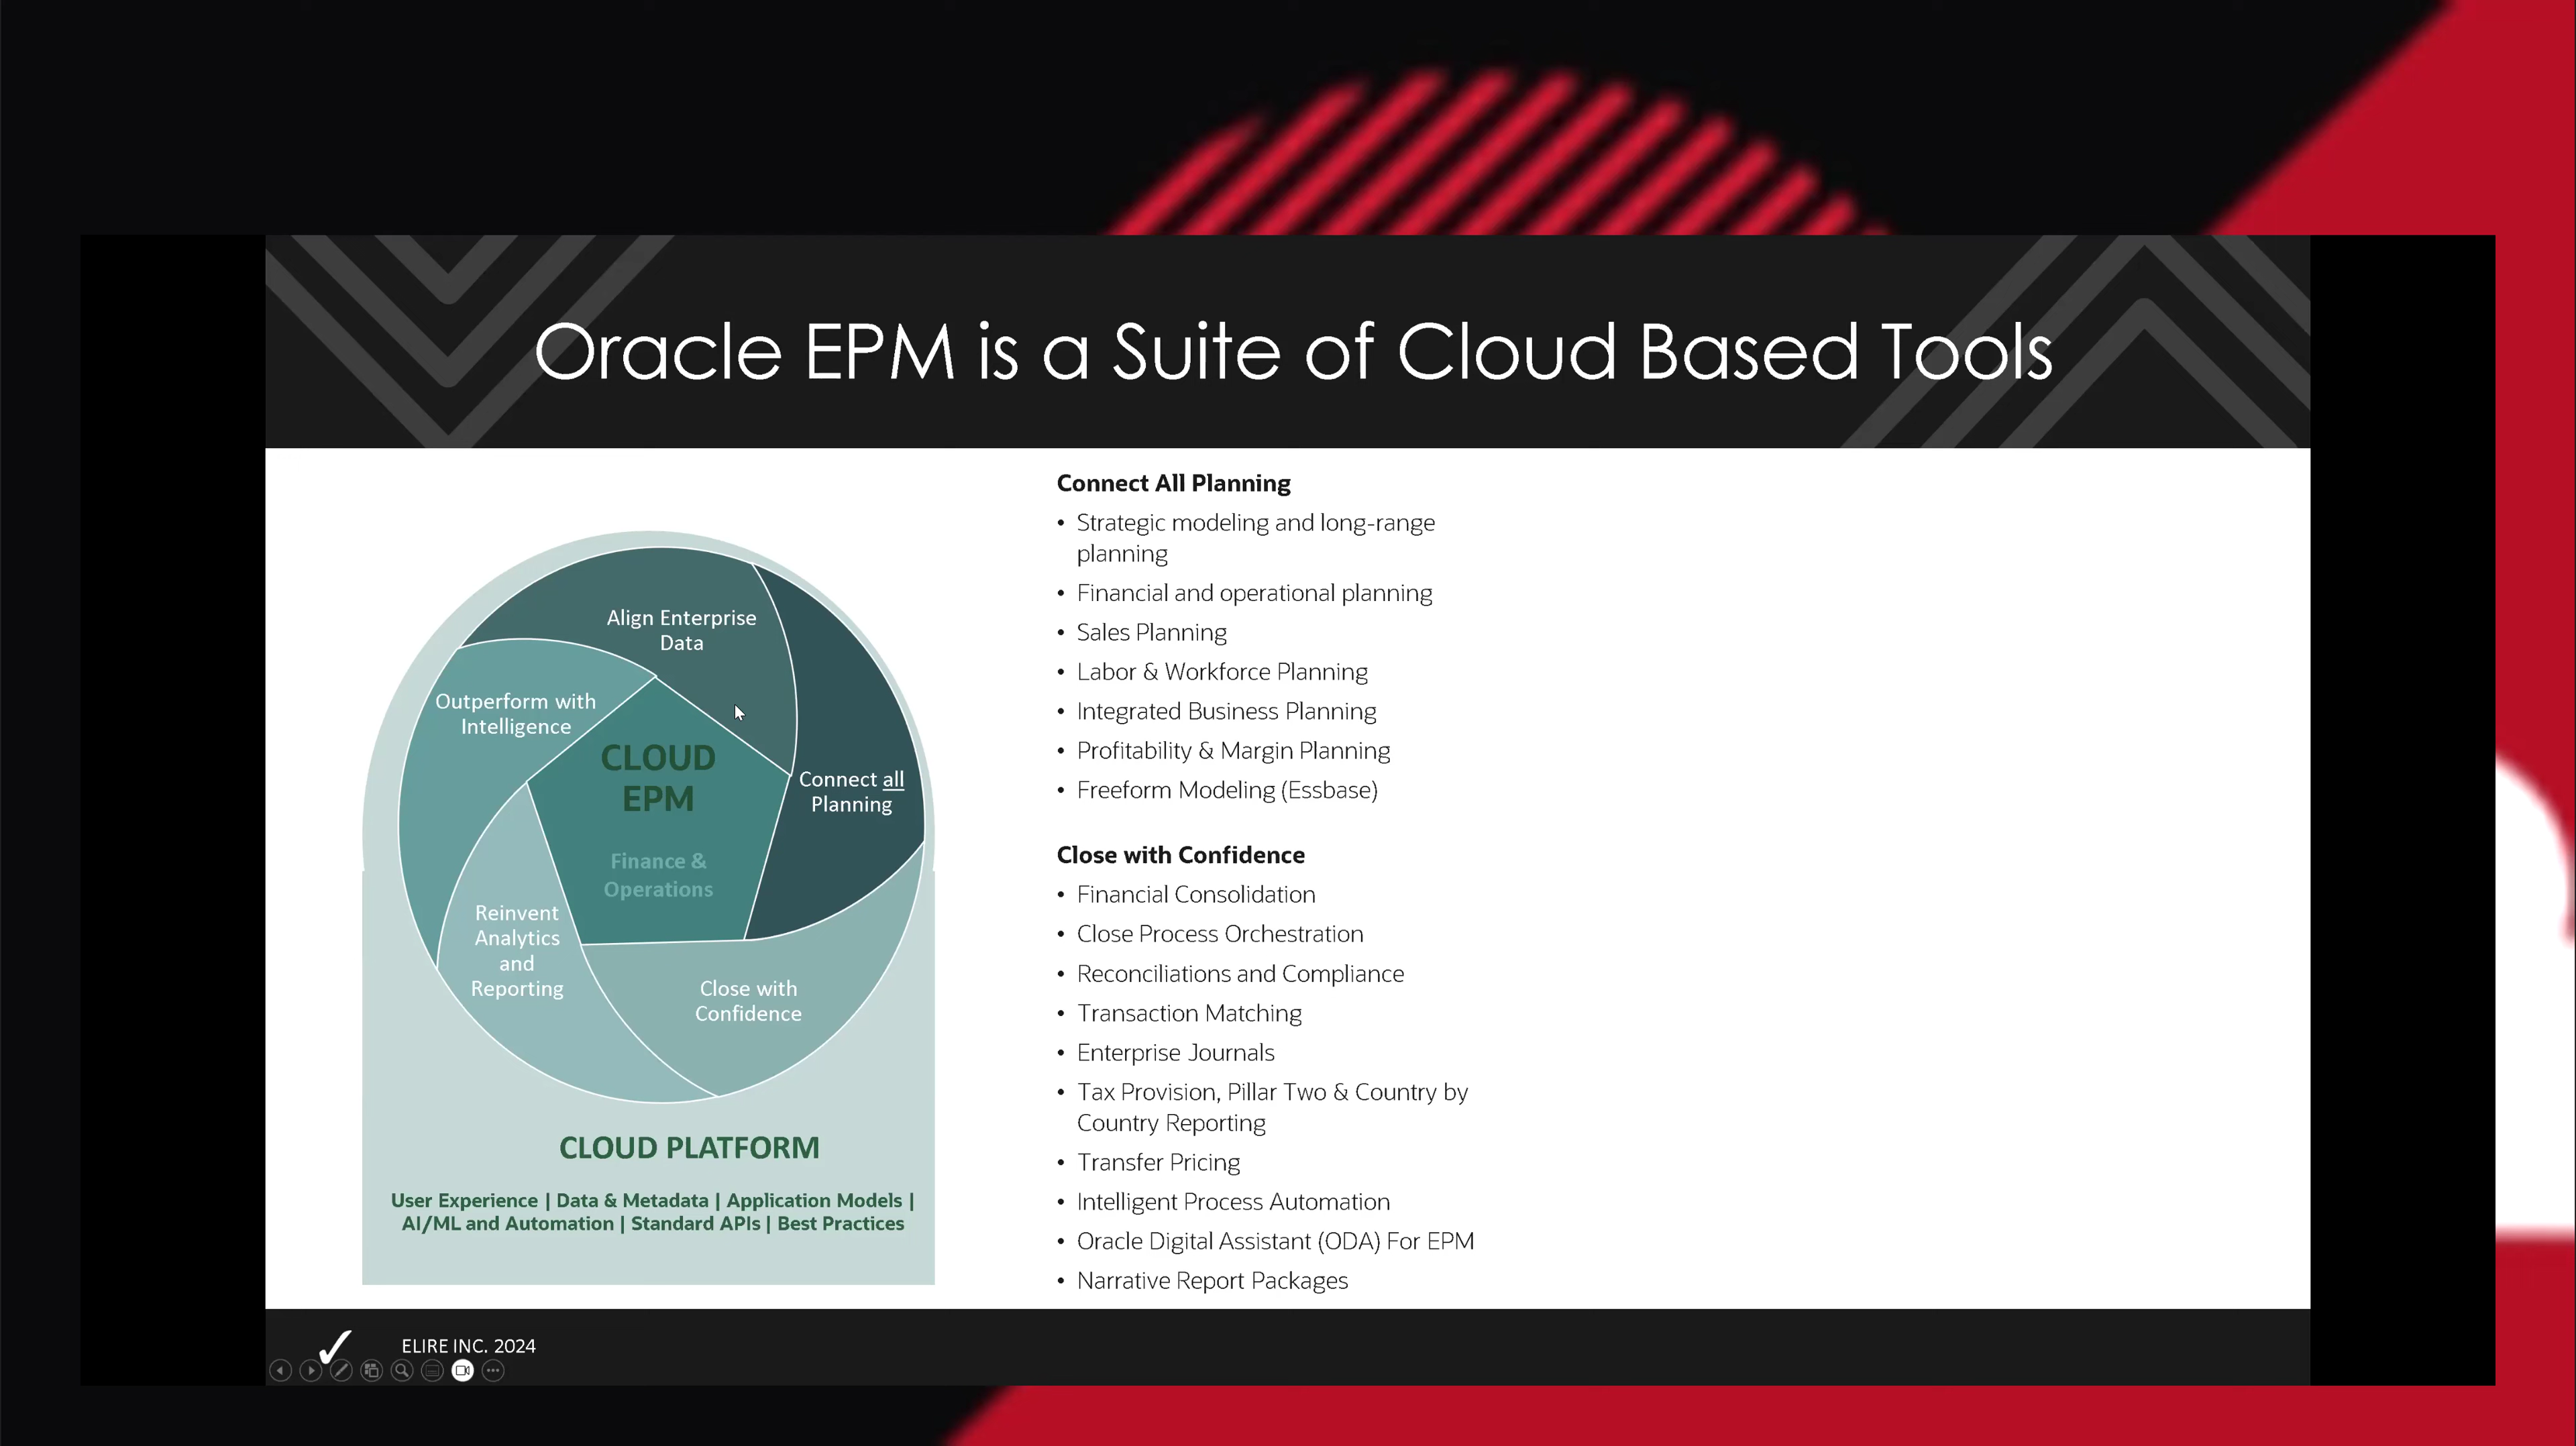 Oracle EPM is a Suite of Cloud Based Tools
Align Enterprise
Data
Outperform with
Intelligence
CLOUD
EPM
Finance &
Operations
Connect all
Planning
Reinvent
Analytics
and
Reporting
Close with
Confidence
CLOUD PLATFORM
User Experience | Data & Metadata | Application Models |
AI/ML and Automation | Standard APIs | Best Practices
Connect All Planning
• Strategic modeling and long-range
planning
• Financial and operational planning
• Sales Planning
• Labor & Workforce Planning
• Integrated Business Planning
• Profitability & Margin Planning
• Freeform Modeling (Essbase)
Close with Confidence
• Financial Consolidation
• Close Process Orchestration
• Reconciliations and Compliance
• Transaction Matching
• Enterprise Journals
• Tax Provision, Pillar Two & Country by
Country Reporting
• Transfer Pricing
• Intelligent Process Automation
• Oracle Digital Assistant (ODA) For EPM
• Narrative Report Packages
ELIRE INC. 2024